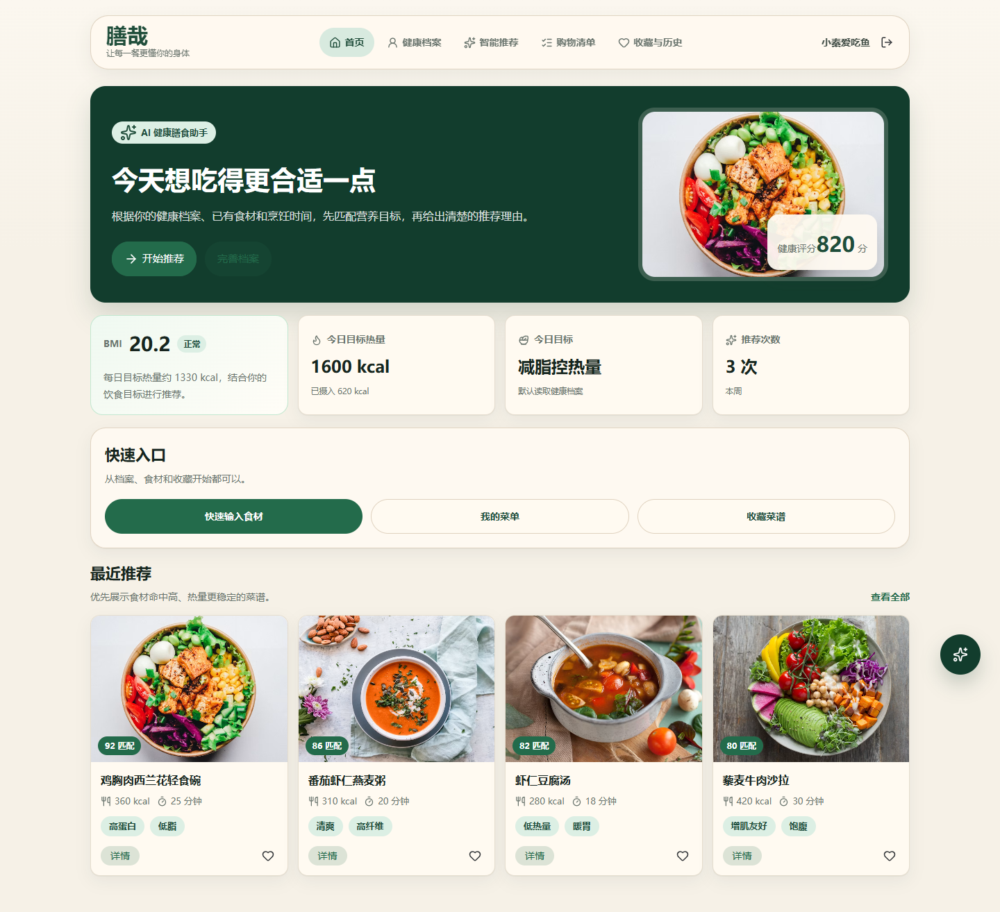 膳哉
让每一餐更懂你的身体
首页
健康档案
智能推荐
购物清单
收藏与历史
小秦爱吃鱼
AI 健康膳食助手
今天想吃得更合适一点
根据你的健康档案、已有食材和烹饪时间，先匹配营养目标，再给出清楚的推荐理由。
开始推荐
完善档案
健康评分820 分
BMI 20.2 正常
每日目标热量约 1330 kcal，结合你的
饮食目标进行推荐。
今日目标热量
1600 kcal
已摄入 620 kcal
今日目标
减脂控热量
默认读取健康档案
推荐次数
3 次
本周
快速入口
从档案、食材和收藏开始都可以。
快速输入食材
我的菜单
收藏菜谱
最近推荐
优先展示食材命中高、热量更稳定的菜谱。
查看全部
92 匹配
鸡胸肉西兰花轻食碗
360 kcal 25 分钟
高蛋白 低脂
详情
86 匹配
番茄虾仁燕麦粥
310 kcal 20 分钟
清爽 高纤维
详情
82 匹配
虾仁豆腐汤
280 kcal 18 分钟
低热量 暖胃
详情
80 匹配
藜麦牛肉沙拉
420 kcal 30 分钟
增肌友好 饱腹
详情